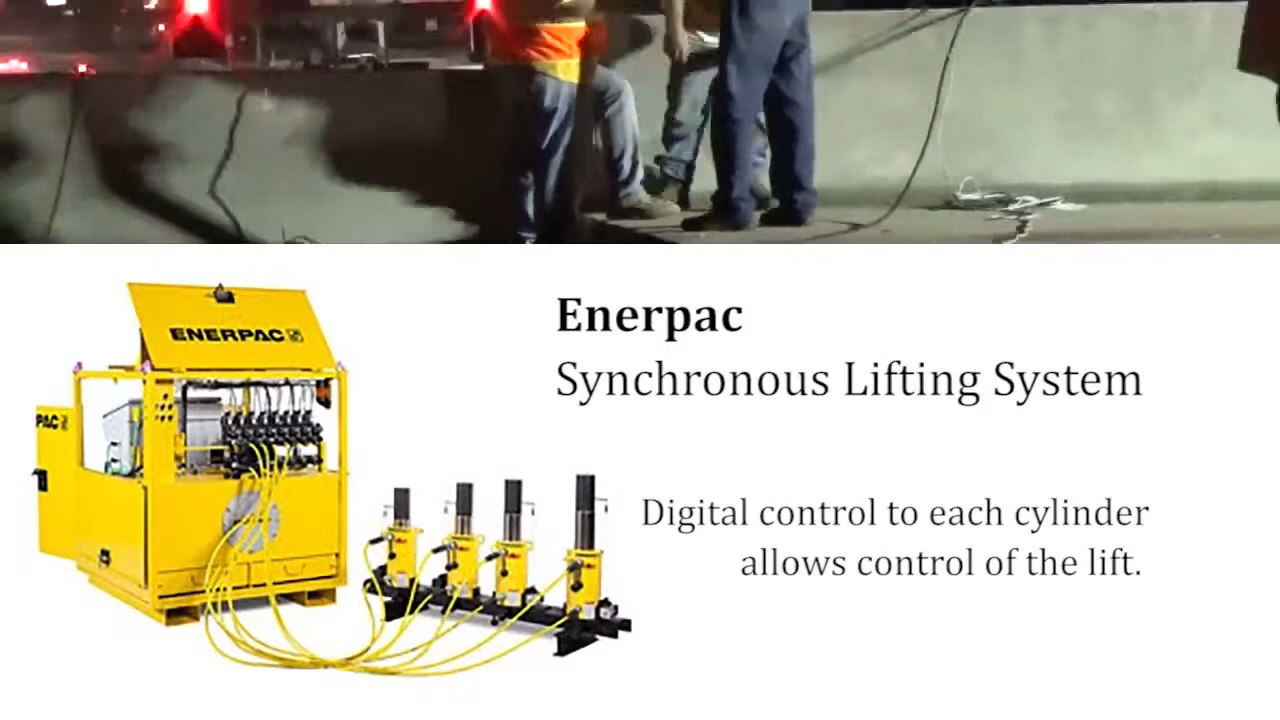 ENERPAC
PAC
Enerpac
Synchronous Lifting System
Digital control to each cylinder
allows control of the lift.